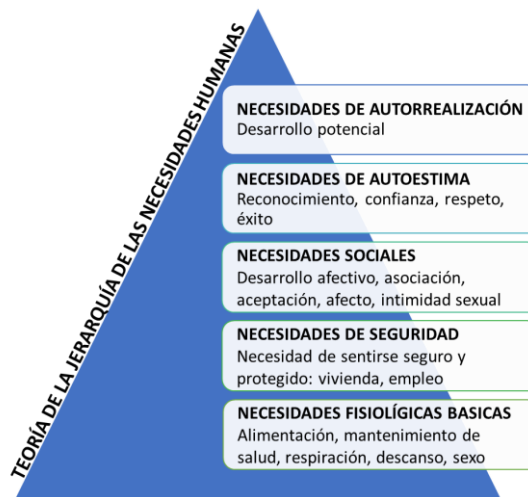 TEORÍA DE LA JERARQUÍA DE LAS NECESIDADES HUMANAS
NECESIDADES DE AUTORREALIZACIÓN
Desarrollo potencial
NECESIDADES DE AUTOESTIMA
Reconocimiento, confianza, respeto,
éxito
NECESIDADES SOCIALES
Desarrollo afectivo, asociación,
aceptación, afecto, intimidad sexual
NECESIDADES DE SEGURIDAD
Necesidad de sentirse seguro y
protegido: vivienda, empleo
NECESIDADES FISIOLÓGICAS BASICAS
Alimentación, mantenimiento de
salud, respiración, descanso, sexo